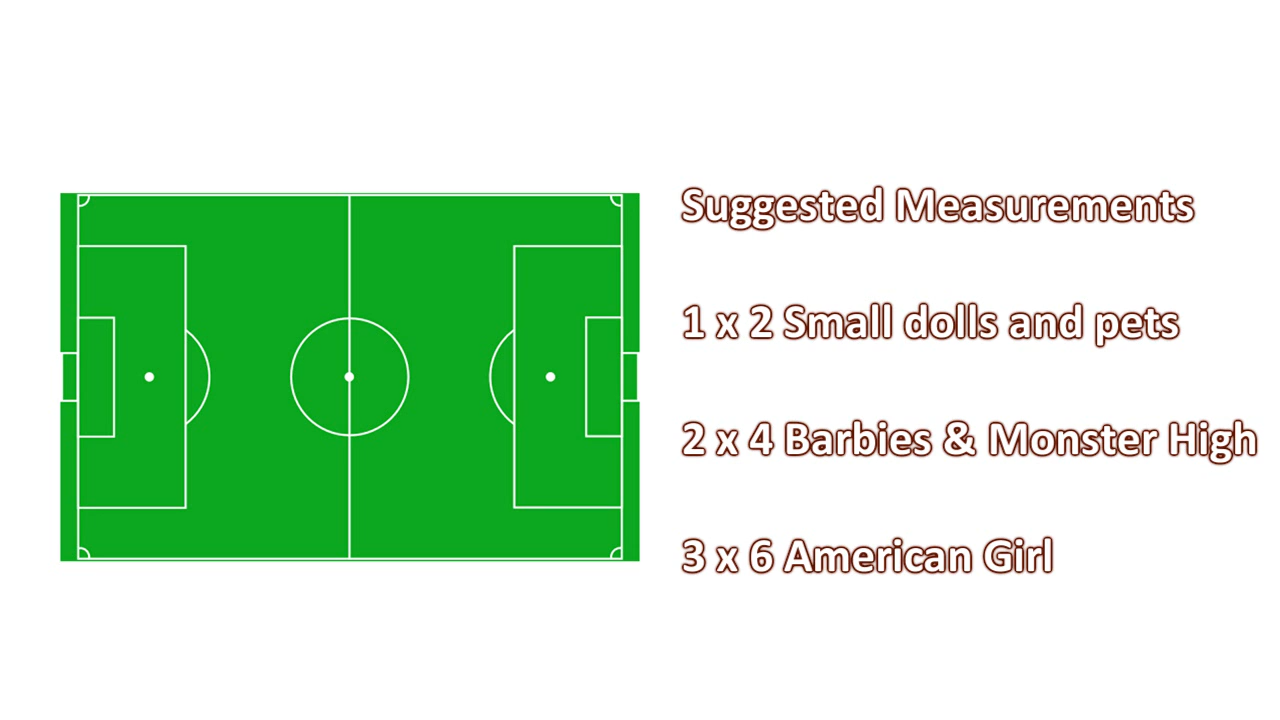 Suggested Measurements
1 x 2 Small dolls and pets
2 x 4 Barbies & Monster High
3 x 6 American Girl